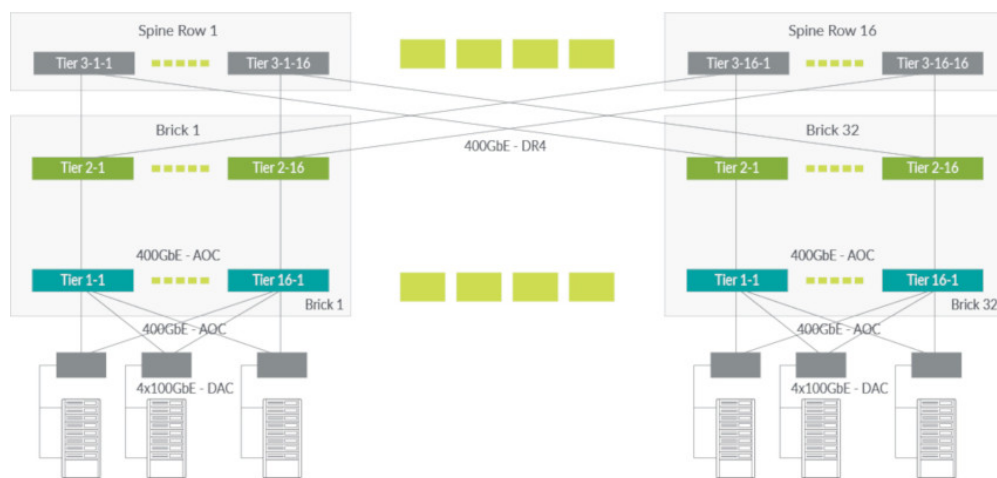 Spine Row 1
Spine Row 16
Tier 3-1-1
Tier 3-1-16
Tier 3-16-1
Tier 3-16-16
Brick 1
Brick 32
400GbE - DR4
Tier 2-1
Tier 2-16
Tier 2-1
Tier 2-16
400GbE - AOC
400GbE - AOC
Tier 1-1
Tier 16-1
Tier 1-1
Tier 16-1
Brick 1
Brick 32
400GbE - AOC
400GbE - AOC
4x100GbE - DAC
4x100GbE - DAC